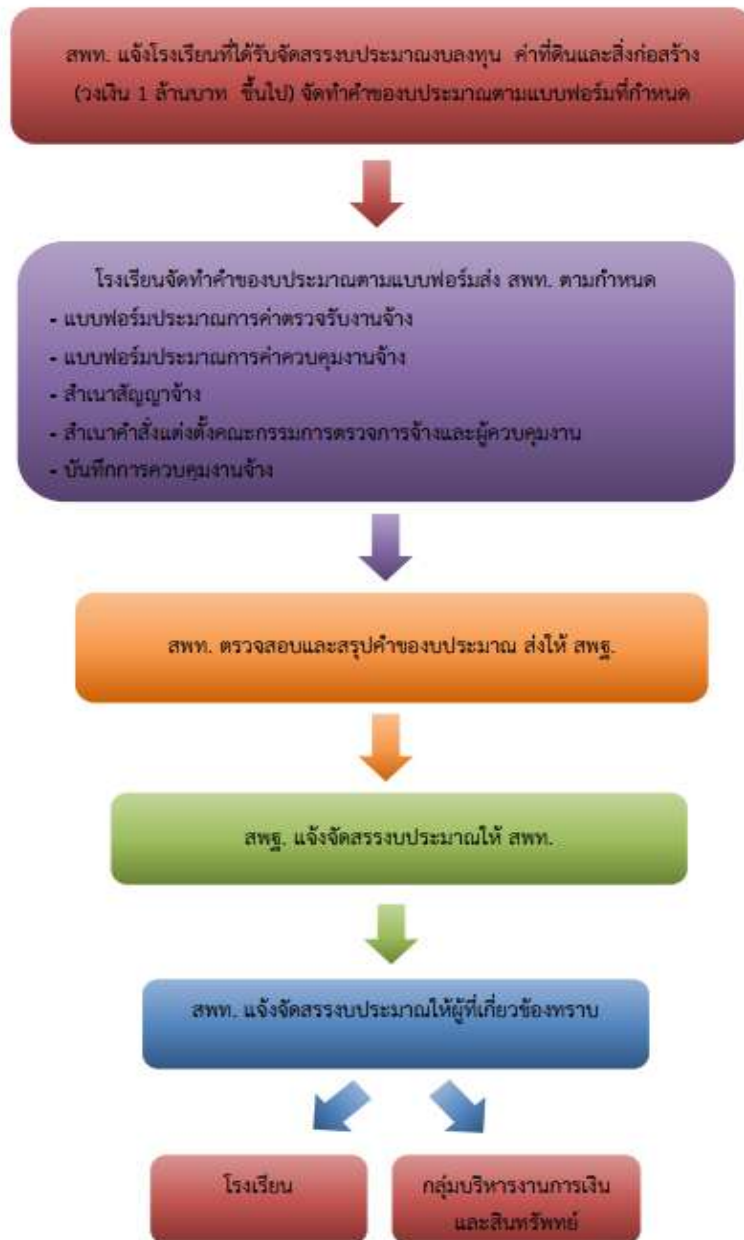 สพท. แจ้งโรงเรียนที่ได้รับจัดสรรงบประมาณงบลงทุน ค่าที่ดินและสิ่งก่อสร้าง
(วงเงิน 1 ล้านบาท ขึ้นไป) จัดทำคำของบประมาณตามแบบฟอร์มที่กำหนด
โรงเรียนจัดทำคำของบประมาณตามแบบฟอร์มส่ง สพท. ตามกำหนด
- แบบฟอร์มประมาณการค่าตรวจรับงานจ้าง
- แบบฟอร์มประมาณการค่าควบคุมงานจ้าง
- สำเนาสัญญาจ้าง
- สำเนาคำสั่งแต่งตั้งคณะกรรมการตรวจการจ้างและผู้ควบคุมงาน
- บันทึกการควบคุมงานจ้าง
สพท. ตรวจสอบและสรุปคำของบประมาณ ส่งให้ สพฐ.
สพฐ. แจ้งจัดสรรงบประมาณให้ สพท.
สพท. แจ้งจัดสรรงบประมาณให้ผู้ที่เกี่ยวข้องทราบ
โรงเรียน
กลุ่มบริหารงานการเงิน
และสินทรัพทย์